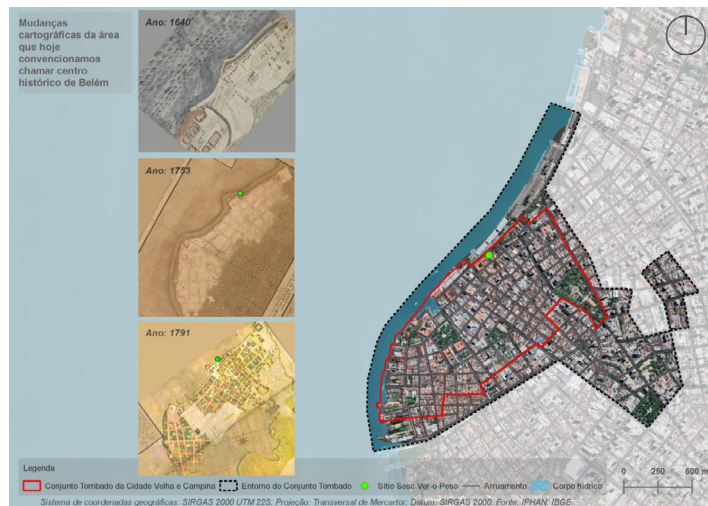 Mudanças
cartográficas da área
que hoje
convencionamos
chamar centro
histórico de Belém
Ano: 1640
Ano: 1753
Ano: 1791
Legenda
Conjunto Tombado da Cidade Velha e Campina Entorno do Conjunto Tombado Sítio Sesc Ver-o-Peso Arruamento Corpo hídrico
0 250 500 m
Sistema de coordenadas geográficas: SIRGAS 2000 UTM 22S; Projeção: Transversal de Mercartor; Datum: SIRGAS 2000. Fonte: IPHAN, IBGE.